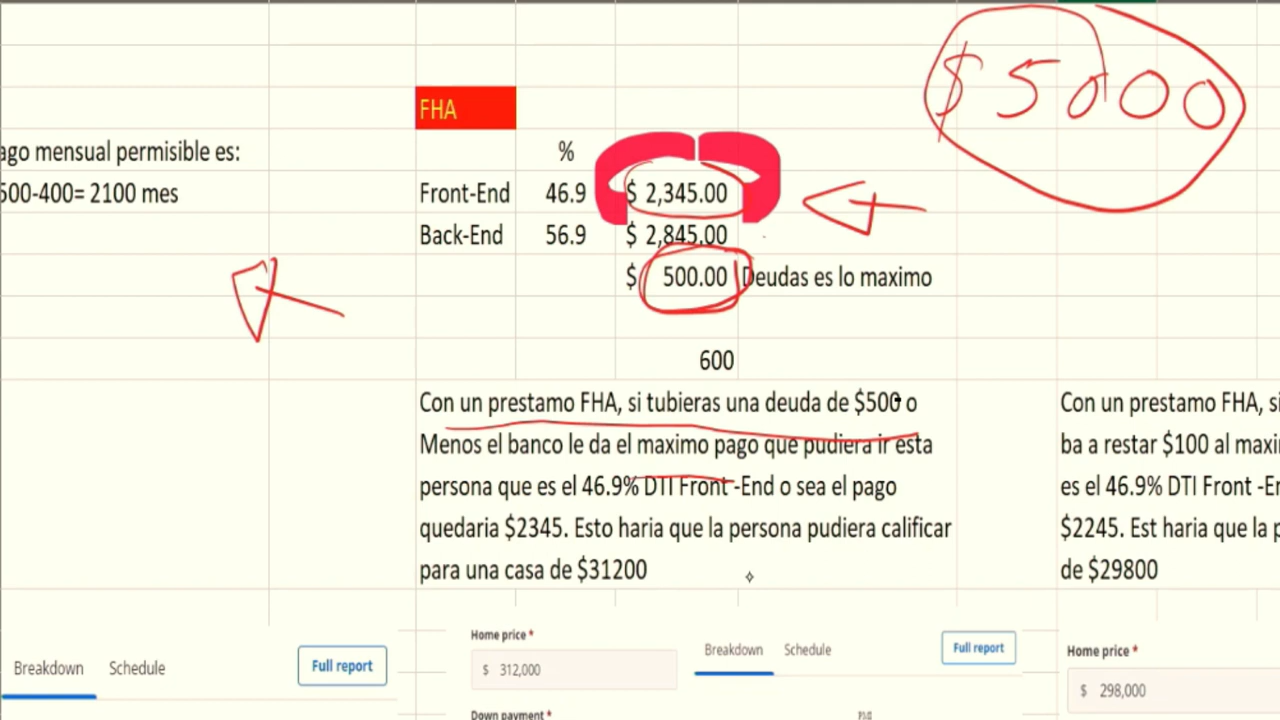 $5000
FHA
ago mensual permisible es:
%
500-400= 2100 mes
Front-End 46.9 $ 2,345.00
Back-End 56.9 $ 2,845.00
$ 500.00 Deudas es lo maximo
600
Con un prestamo FHA, si tubieras una deuda de $500 o
Menos el banco le da el maximo pago que pudiera ir esta
persona que es el 46.9% DTI Front -End o sea el pago
quedaria $2345. Esto haria que la persona pudiera calificar
para una casa de $31200
Con un prestamo FHA, si
ba a restar $100 al maxi
es el 46.9% DTI Front -En
$2245. Est haria que la p
de $29800
Breakdown Schedule Full report
Home price *
$ 312,000
Down payment *
Breakdown Schedule Full report
Home price *
$ 298,000